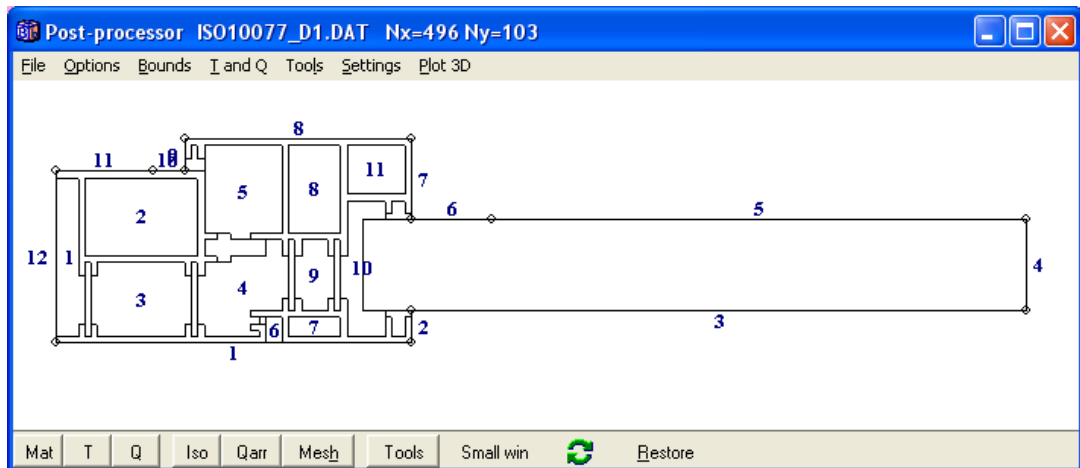 Post-processor ISO10077_D1.DAT Nx=496 Ny=103
File Options Bounds T and Q Tools Settings Plot 3D
8
11 10 9
5 8 11 7
2 6 5
12 1 4
3 4 9 10
6 7 2 3
1
Mat T Q Iso Qarr Mesh Tools Small win Restore